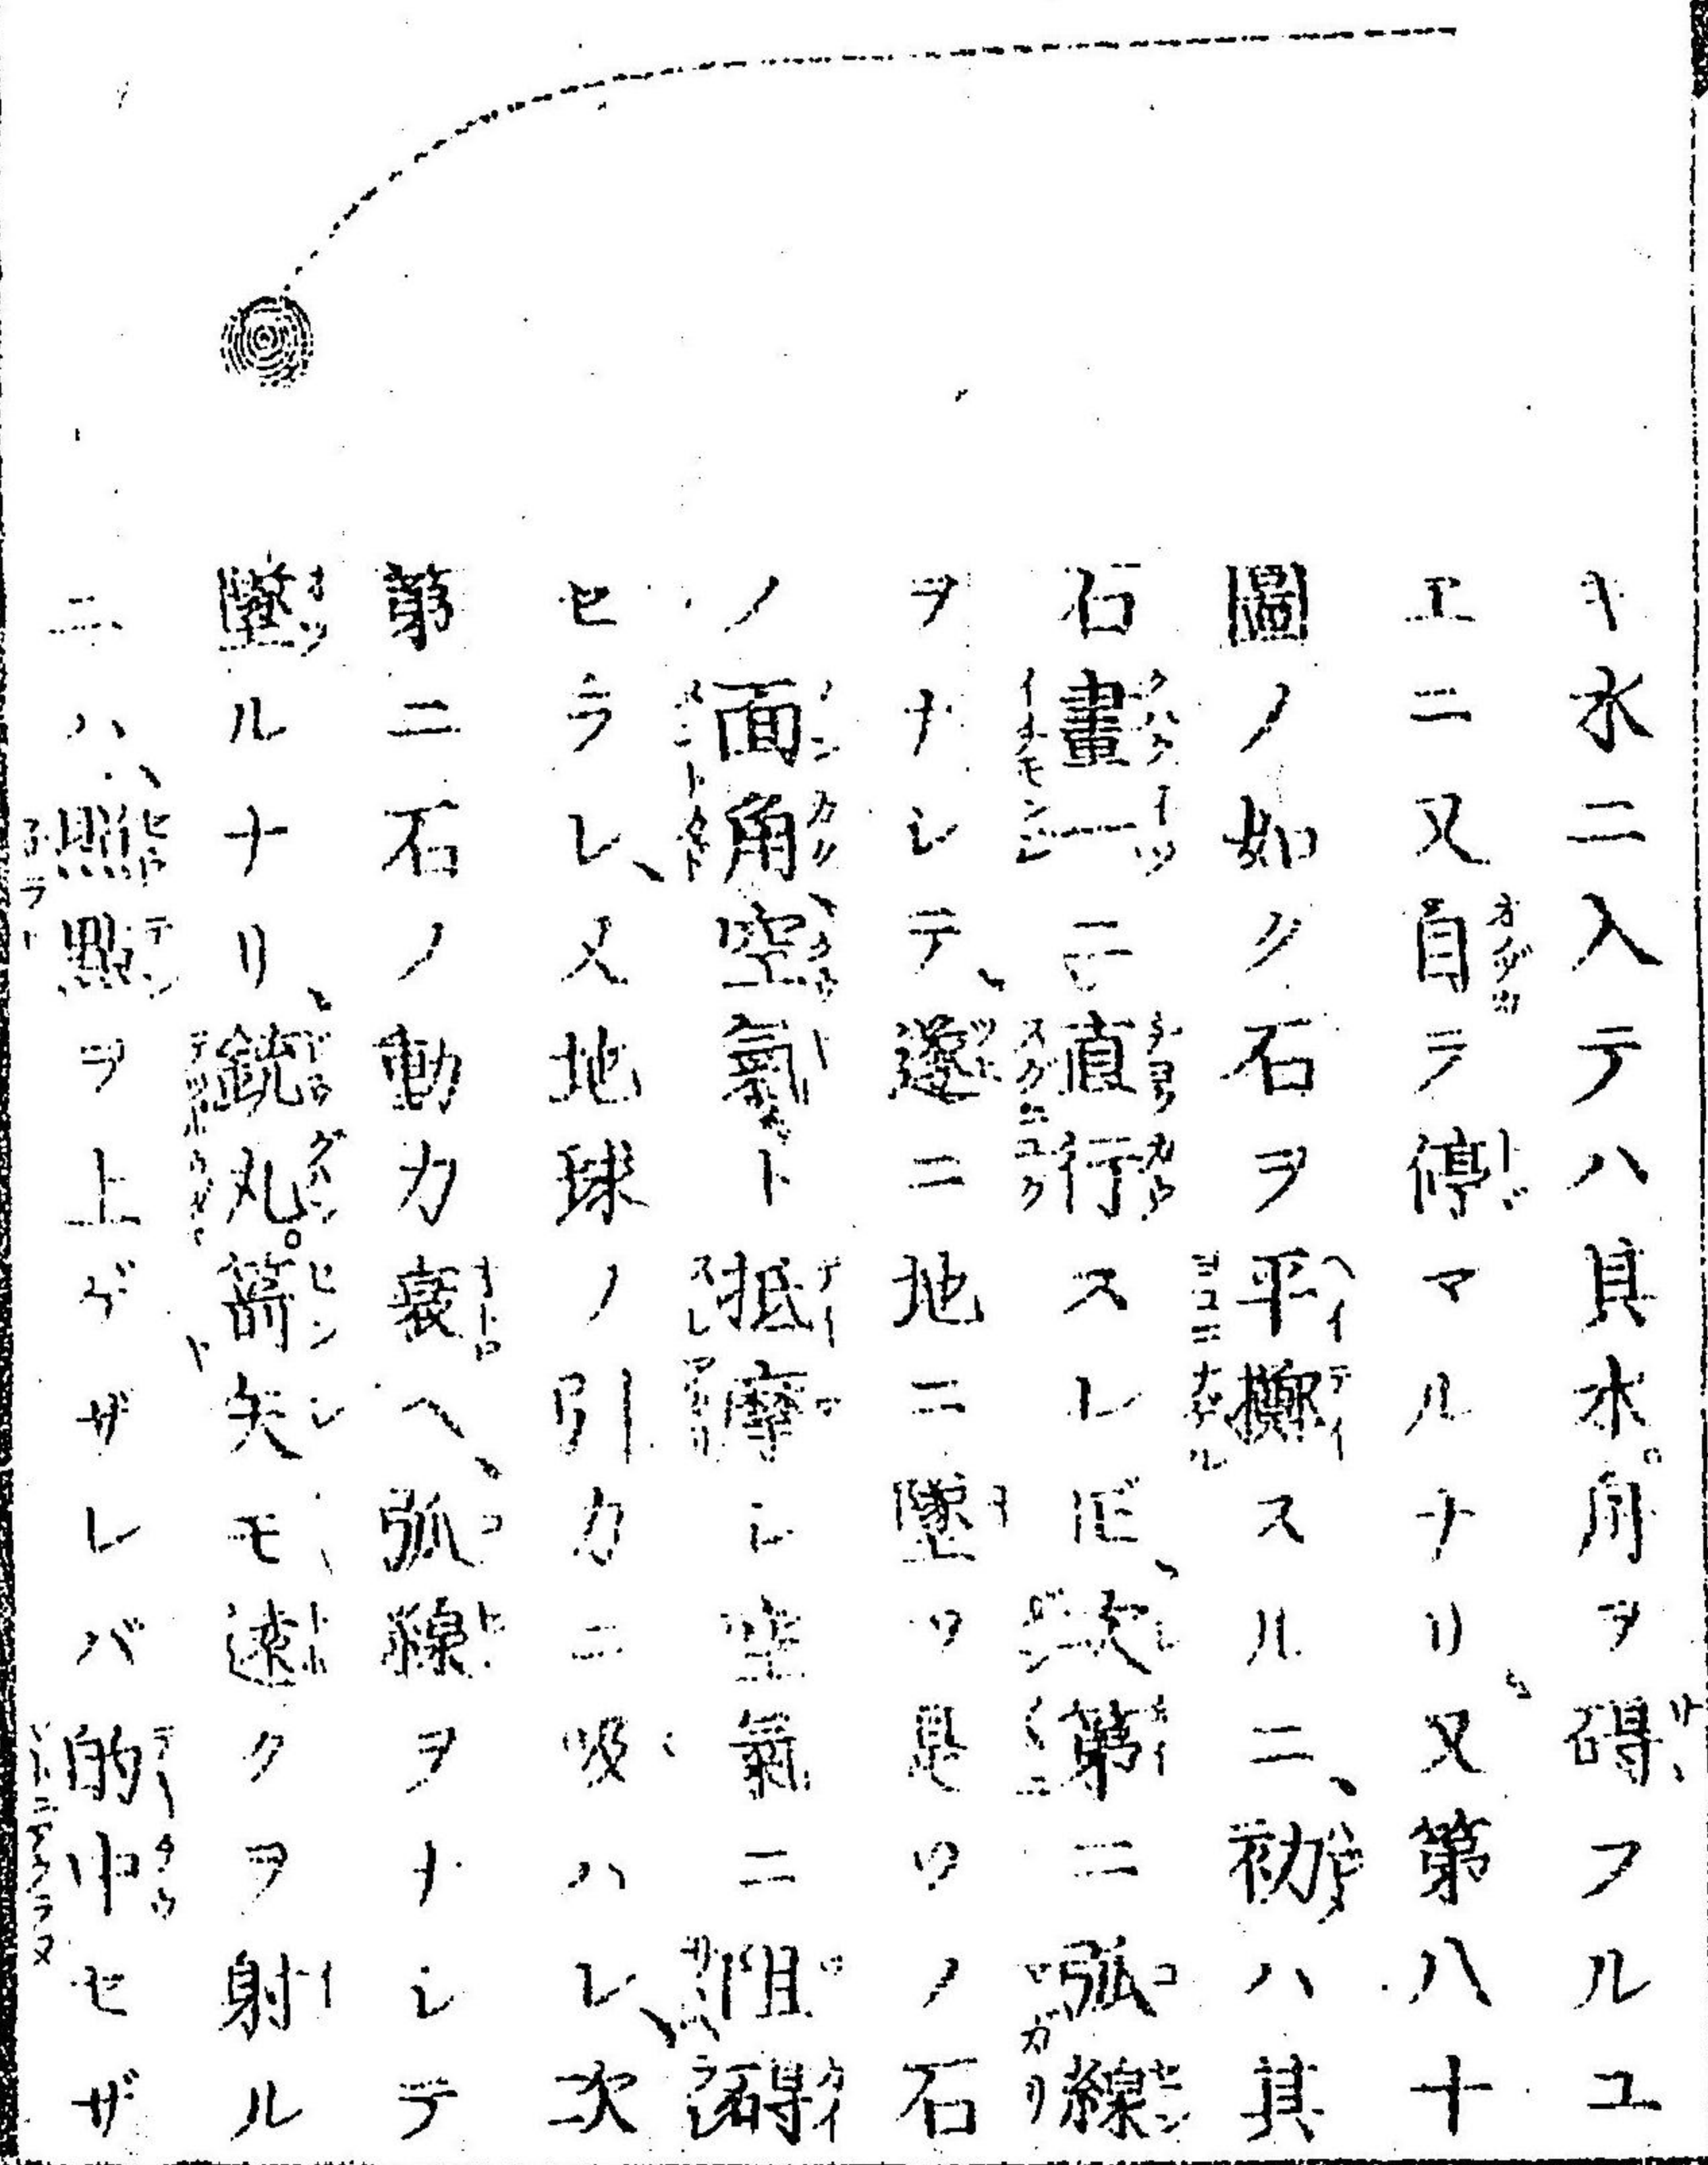 キ水ニ入テハ其水。舟ヲ碍フルユ
エニ又自ラ停マルナリ、又第八十
圖ノ如ク石ヲ平擲スルニ、初ハ其
石畫一ニ直行スレ𪜈、次第ニ弧線
ヲナシテ、遂ニ地ニ墜ツ是ツノ石
ノ面角、空氣ト抵摩シ空氣ニ阻碍
セラレ、又地球ノ引力ニ吸ハレ、次
第ニ石ノ動力衰ヘ、弧線ヲナシテ
墜ルナリ、銃丸。箭矢モ遠クヲ射ル
ニハ、照點ヲ上ゲザレバ的中セザ